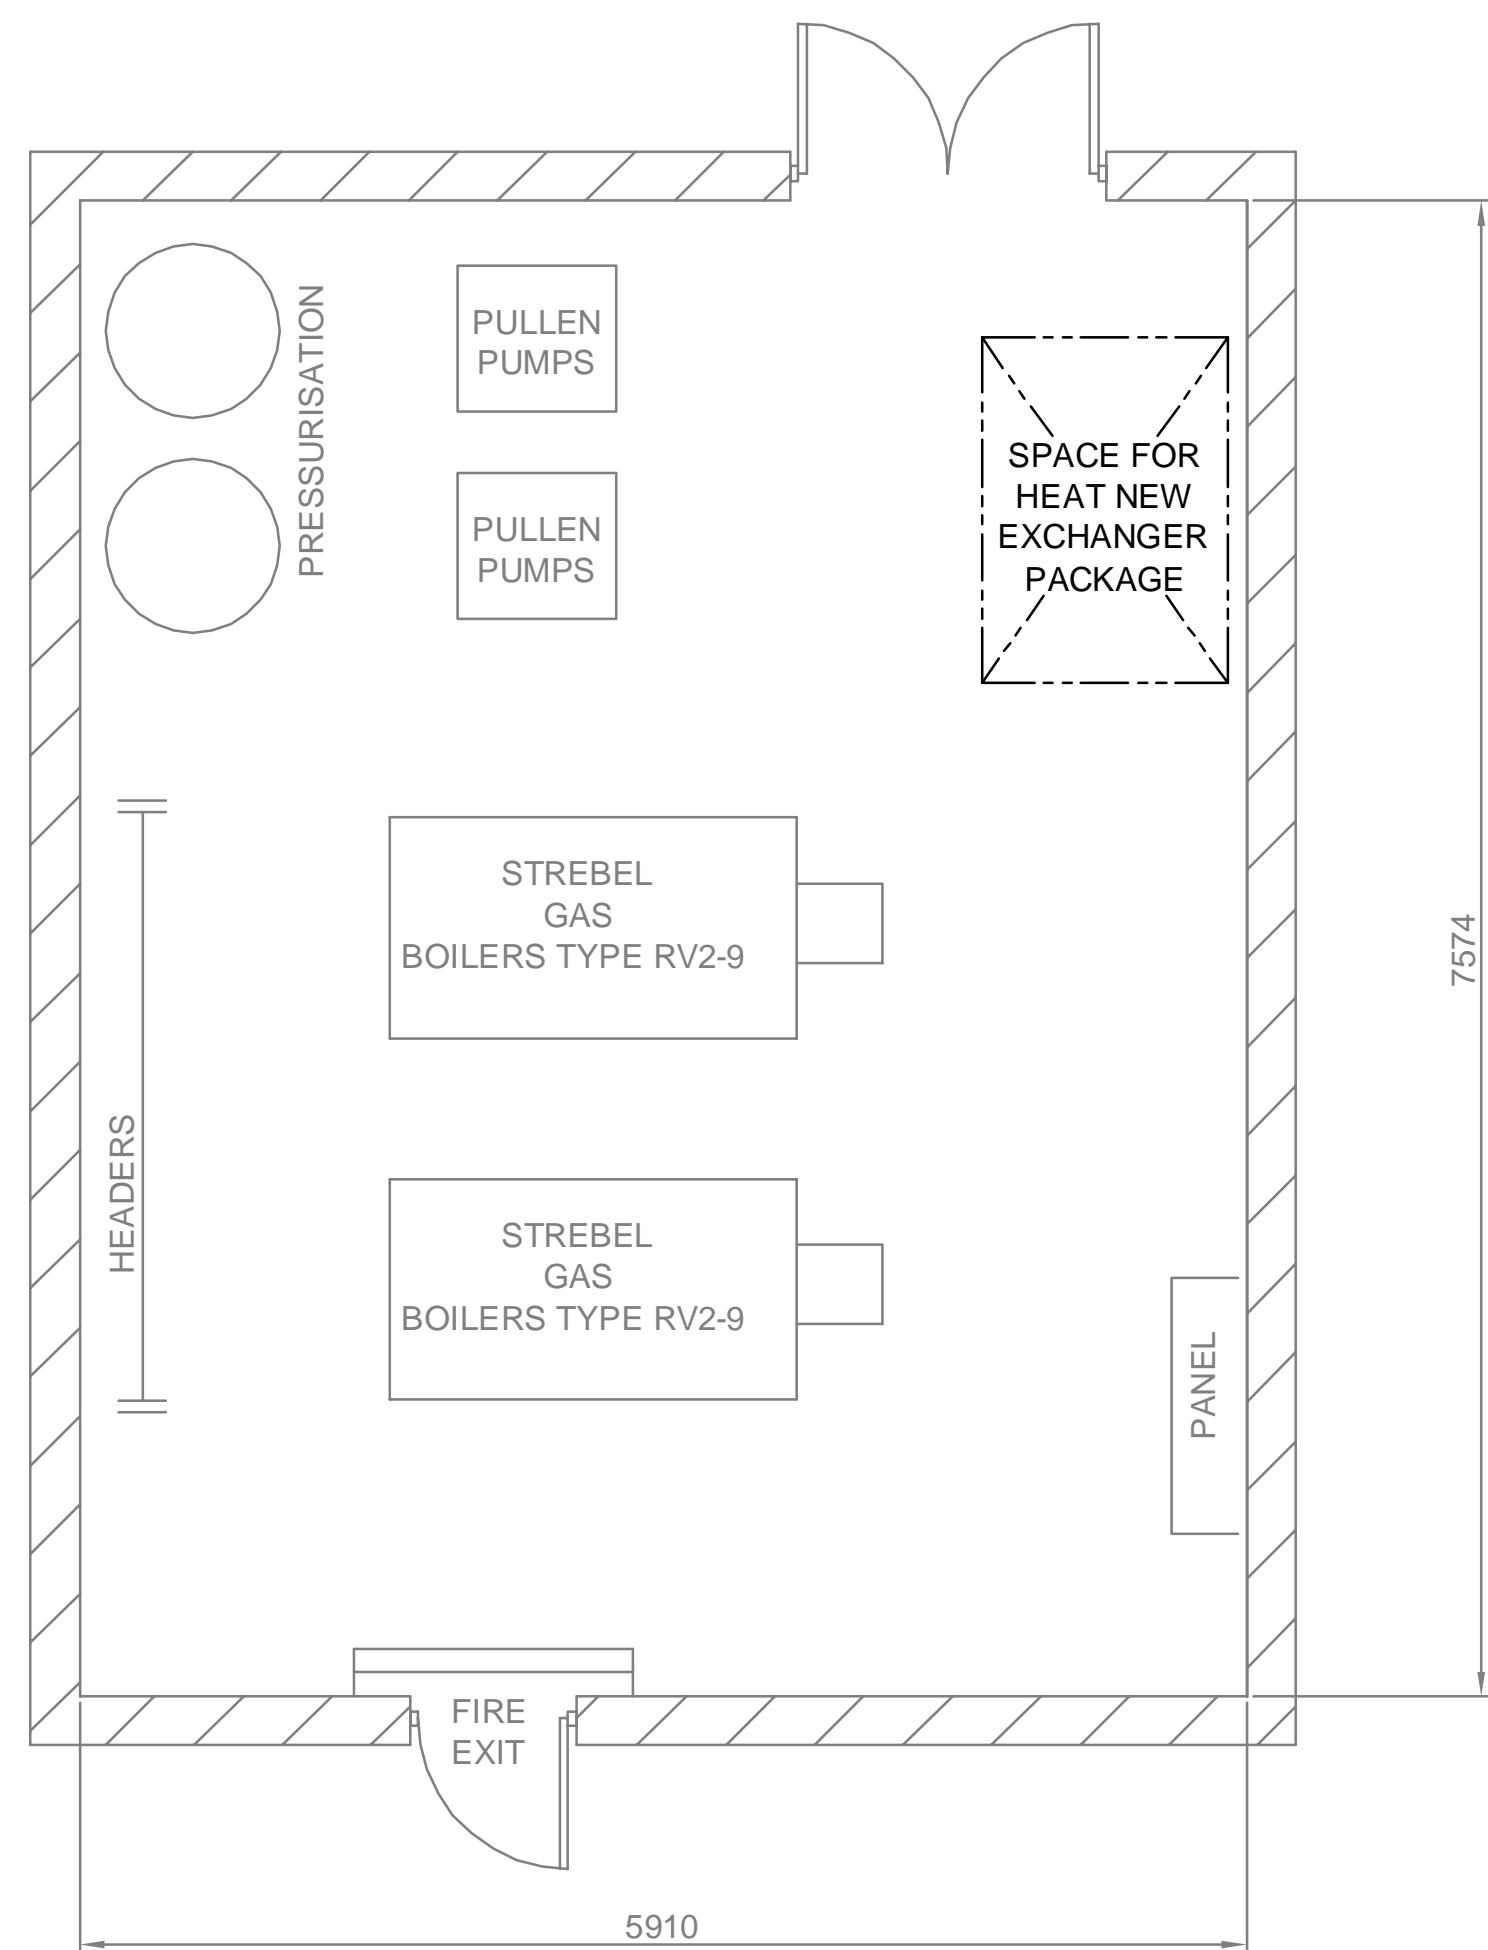 PRESSURISATION
PULLEN
PUMPS
PULLEN
PUMPS
SPACE FOR
HEAT NEW
EXCHANGER
PACKAGE
STREBEL
GAS
BOILERS TYPE RV2-9
7574
HEADERS
STREBEL
GAS
BOILERS TYPE RV2-9
PANEL
FIRE
EXIT
5910